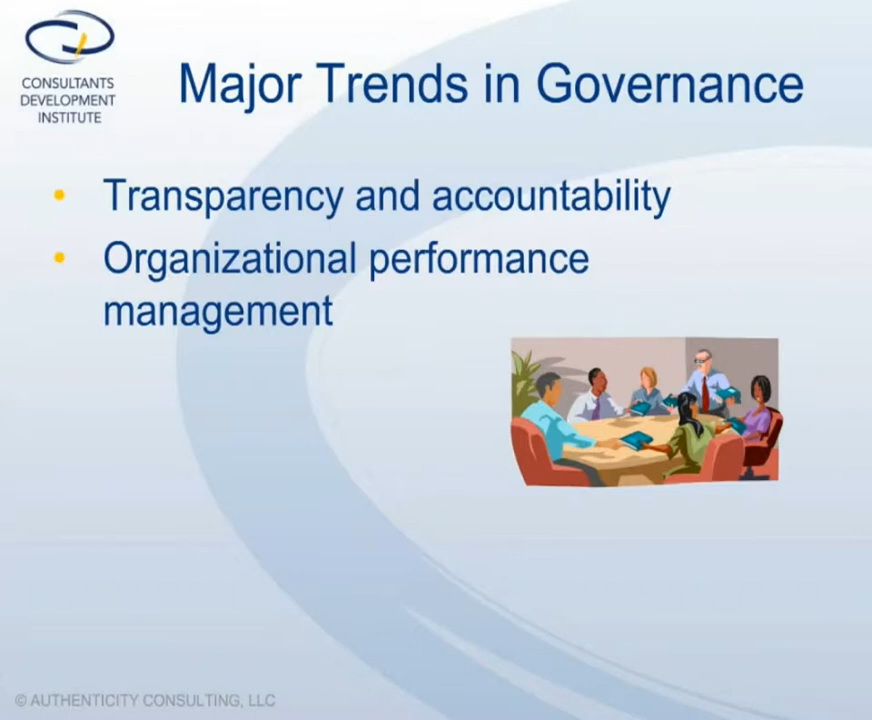 CONSULTANTS
DEVELOPMENT
INSTITUTE
Major Trends in Governance
• Transparency and accountability
• Organizational performance
management
© AUTHENTICITY CONSULTING, LLC